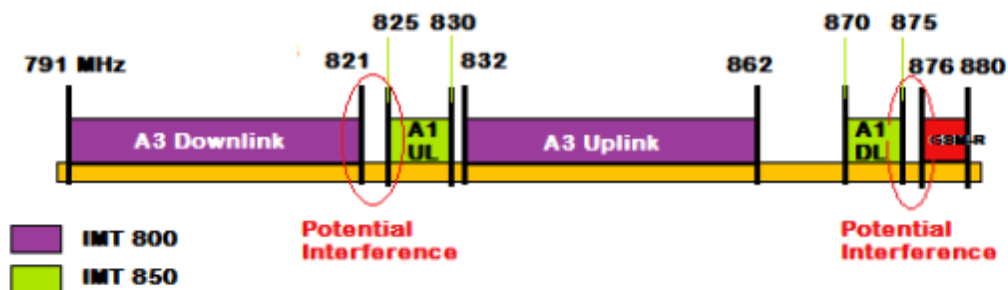 825 830
870 875
791 MHz
821
832
862
876 880
A3 Downlink
A1
UL
A3 Uplink
A1
DL
GSM-R
Potential
Interference
Potential
Interference
IMT 800
IMT 850